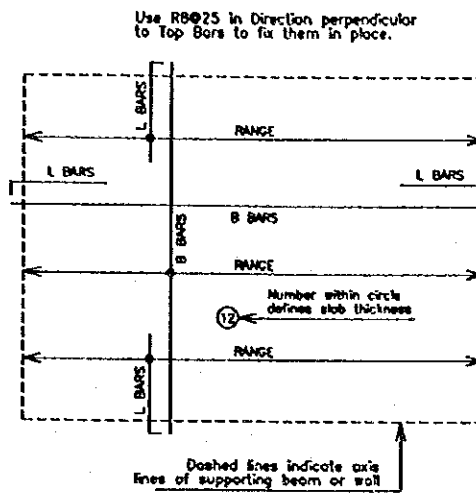 Use RB@25 in Direction perpendicular
to Top Bars to fix them in place.
L BARS
RANGE
L BARS
L BARS
B BARS
B BARS
RANGE
12
Number within circle
defines slab thickness
RANGE
L BARS
Dashed lines indicate axis
lines of supporting beam or wall